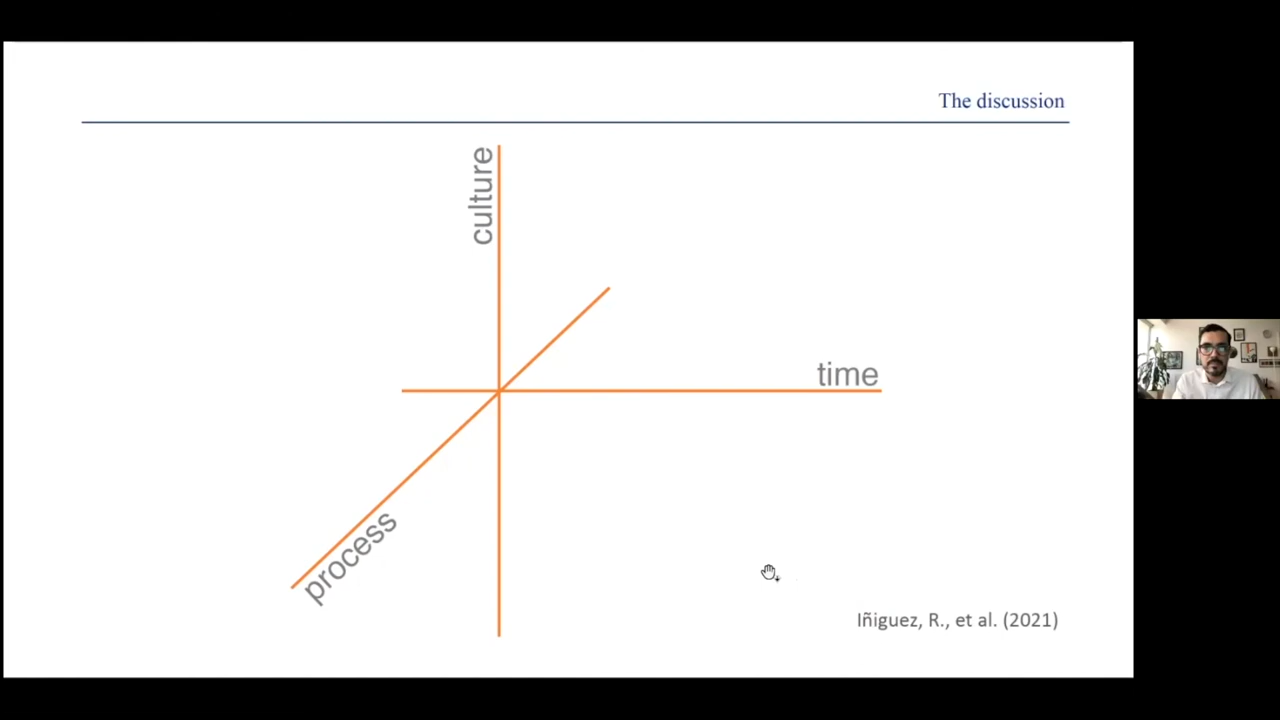 The discussion
culture
time
process
Iñiguez, R., et al. (2021)